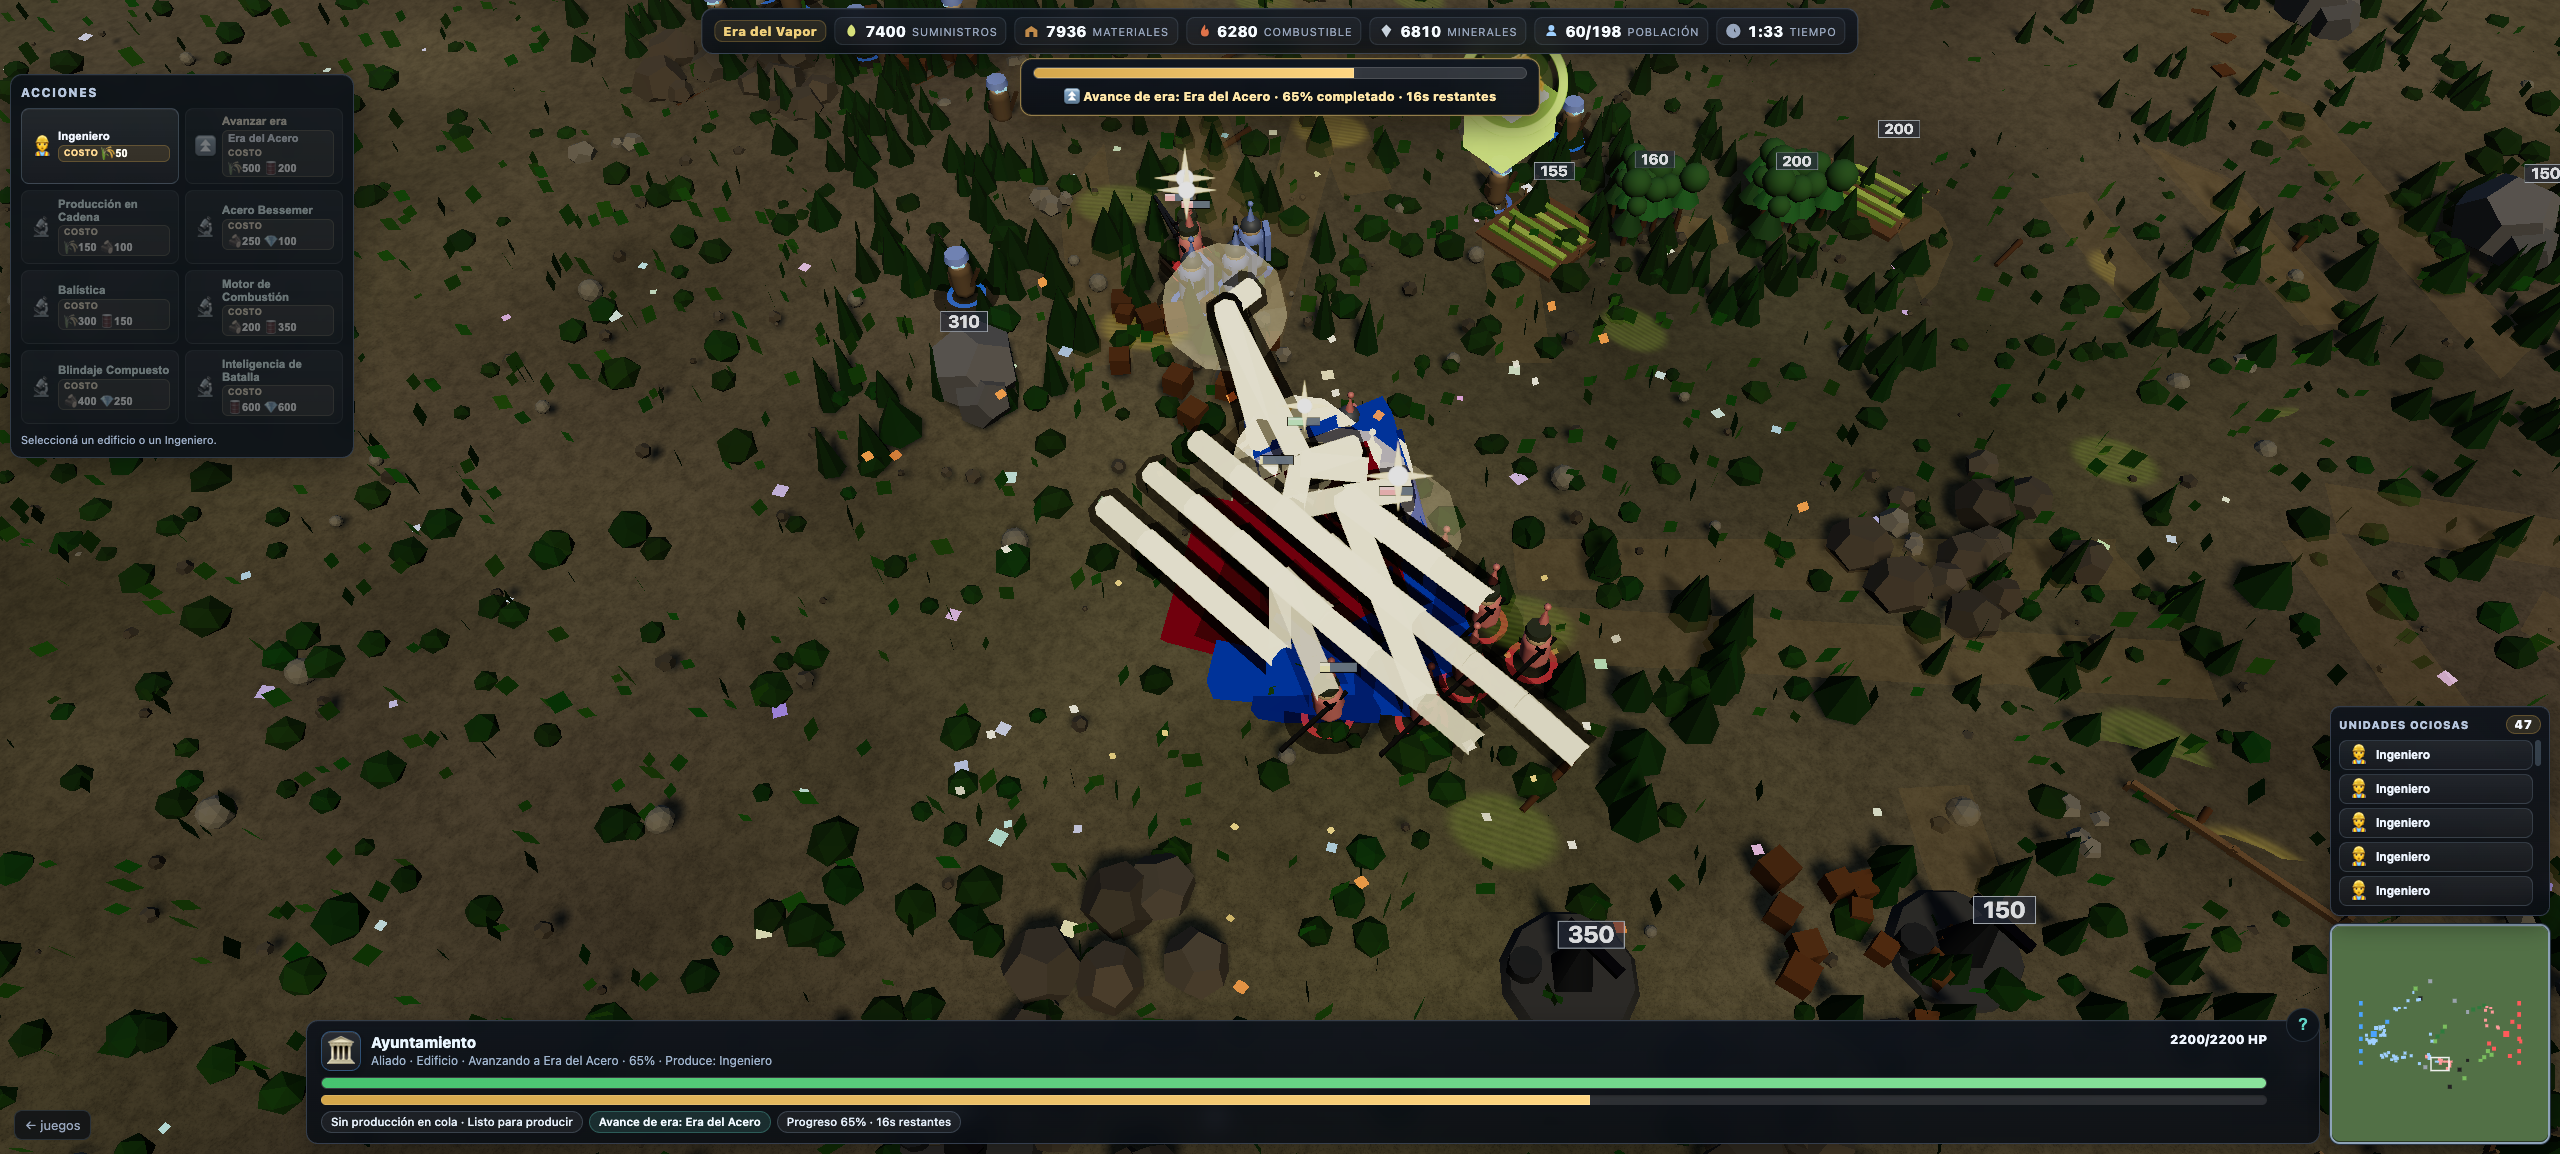 Era del Vapor
7400 SUMINISTROS
7936 MATERIALES
6280 COMBUSTIBLE
6810 MINERALES
60/198 POBLACIÓN
1:33 TIEMPO
Avance de era: Era del Acero · 65% completado · 16s restantes
ACCIONES
Ingeniero
COSTO 50
Avanzar era
Era del Acero
COSTO
500 200
Producción en
Cadena
COSTO
150 100
Acero Bessemer
COSTO
250 100
Balística
COSTO
300 150
Motor de
Combustión
COSTO
200 350
Blindaje Compuesto
COSTO
400 250
Inteligencia de
Batalla
COSTO
600 600
Seleccioná un edificio o un Ingeniero.
200
160
200
155
150
310
350
150
UNIDADES OCIOSAS 47
Ingeniero
Ingeniero
Ingeniero
Ingeniero
Ingeniero
?
Ayuntamiento
2200/2200 HP
Aliado · Edificio · Avanzando a Era del Acero · 65% · Produce: Ingeniero
Sin producción en cola · Listo para producir
Avance de era: Era del Acero
Progreso 65% · 16s restantes
← juegos